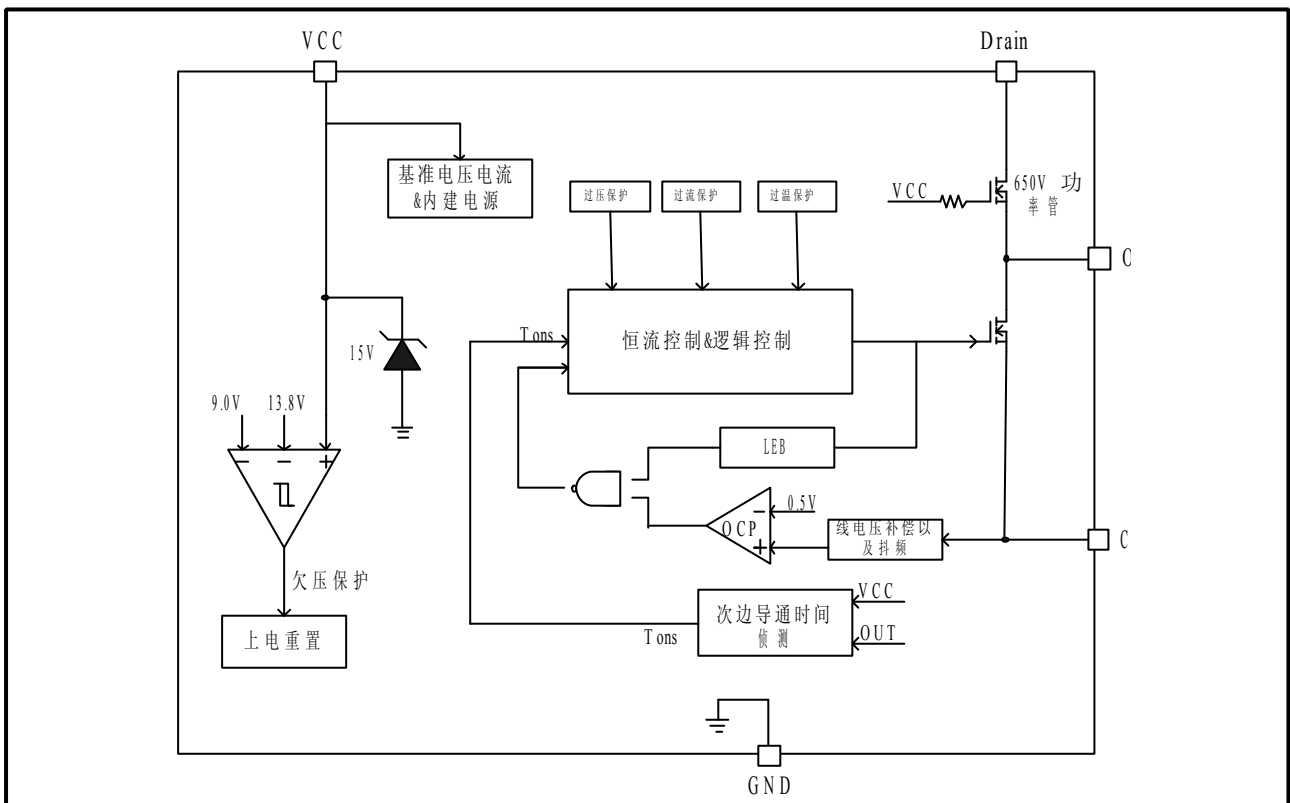 VCC
Drain
基准电压电流
&内建电源
过压保护
过流保护
过温保护
VCC
650V 功
率管
Tons
恒流控制&逻辑控制
15V
9.0V
13.8V
LEB
0.5V
OCP
线电压补偿以
及抖频
欠压保护
上电重置
Tons
次边导通时间
侦测
VCC
OUT
C
GND